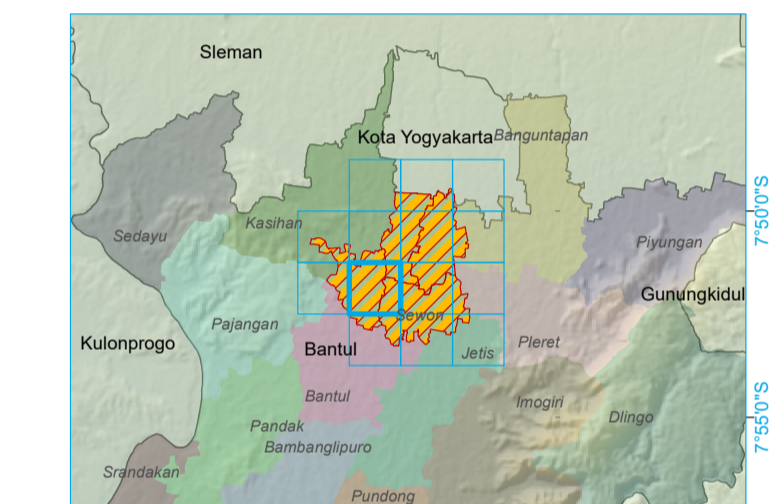 Sleman
Kota Yogyakarta
Banguntapan
7°50'0"S
Kasihan
Sedayu
Piyungan
Gunungkidul
Sewon
Pajangan
Kulonprogo
Bantul
Jetis
Pleret
Bantul
Imogiri
Dlingo
7°55'0"S
Pandak
Bambanglipuro
Srandakan
Pundong